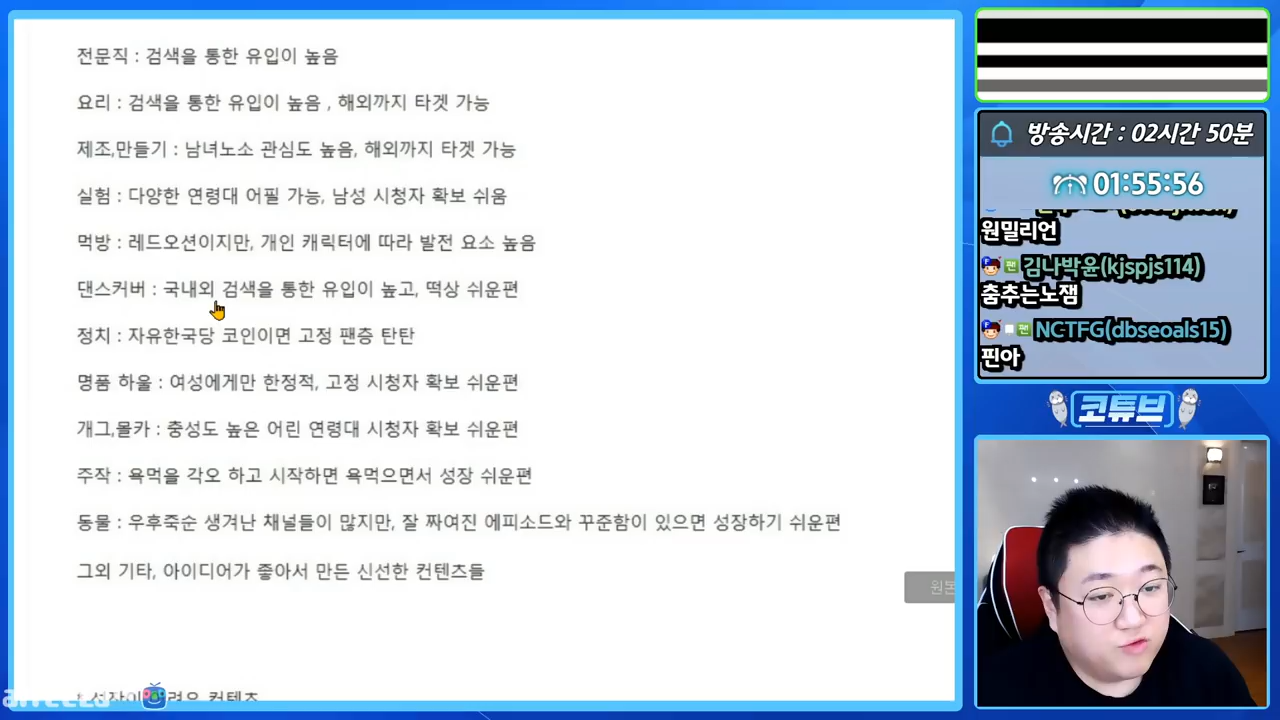 전문직 : 검색을 통한 유입이 높음
요리 : 검색을 통한 유입이 높음 , 해외까지 타겟 가능
제조,만들기 : 남녀노소 관심도 높음, 해외까지 타겟 가능
실험 : 다양한 연령대 어필 가능, 남성 시청자 확보 쉬움
먹방 : 레드오션이지만, 개인 캐릭터에 따라 발전 요소 높음
댄스커버 : 국내외 검색을 통한 유입이 높고, 떡상 쉬운편
정치 : 자유한국당 코인이면 고정 팬층 탄탄
명품 하울 : 여성에게만 한정적, 고정 시청자 확보 쉬운편
개그,몰카 : 충성도 높은 어린 연령대 시청자 확보 쉬운편
주작 : 욕먹을 각오 하고 시작하면 욕먹으면서 성장 쉬운편
동물 : 우후죽순 생겨난 채널들이 많지만, 잘 짜여진 에피소드와 꾸준함이 있으면 성장하기 쉬운편
그외 기타, 아이디어가 좋아서 만든 신선한 컨텐츠들
컨텐츠
방송시간 : 02시간 50분
01:55:56
원밀리언
팬 김나박윤(kjspjs114)
춤추는노잼
팬 NCTFG(dbseoals15)
핀아
코튜브